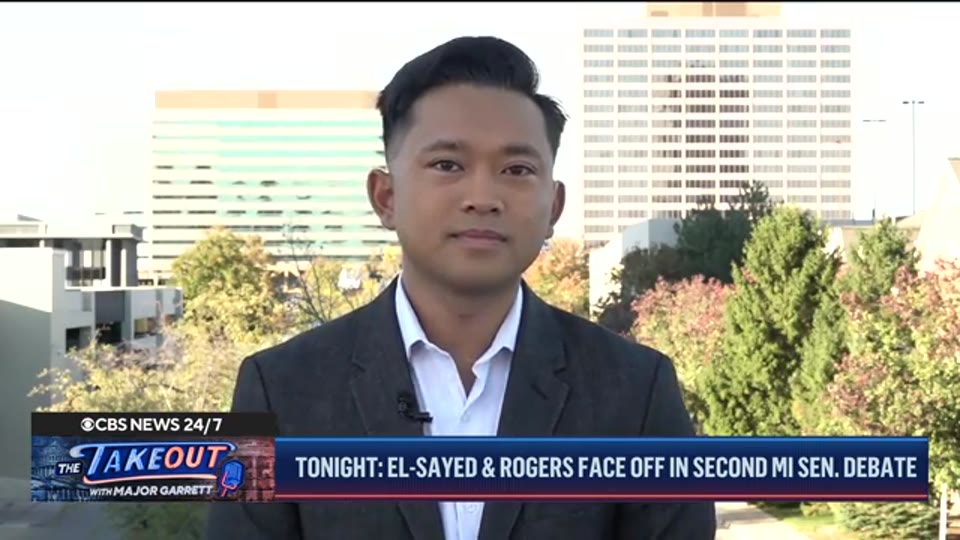 CBS NEWS 24/7
THE TAKEOUT
WITH MAJOR GARRETT
TONIGHT: EL-SAYED & ROGERS FACE OFF IN SECOND MI SEN. DEBATE